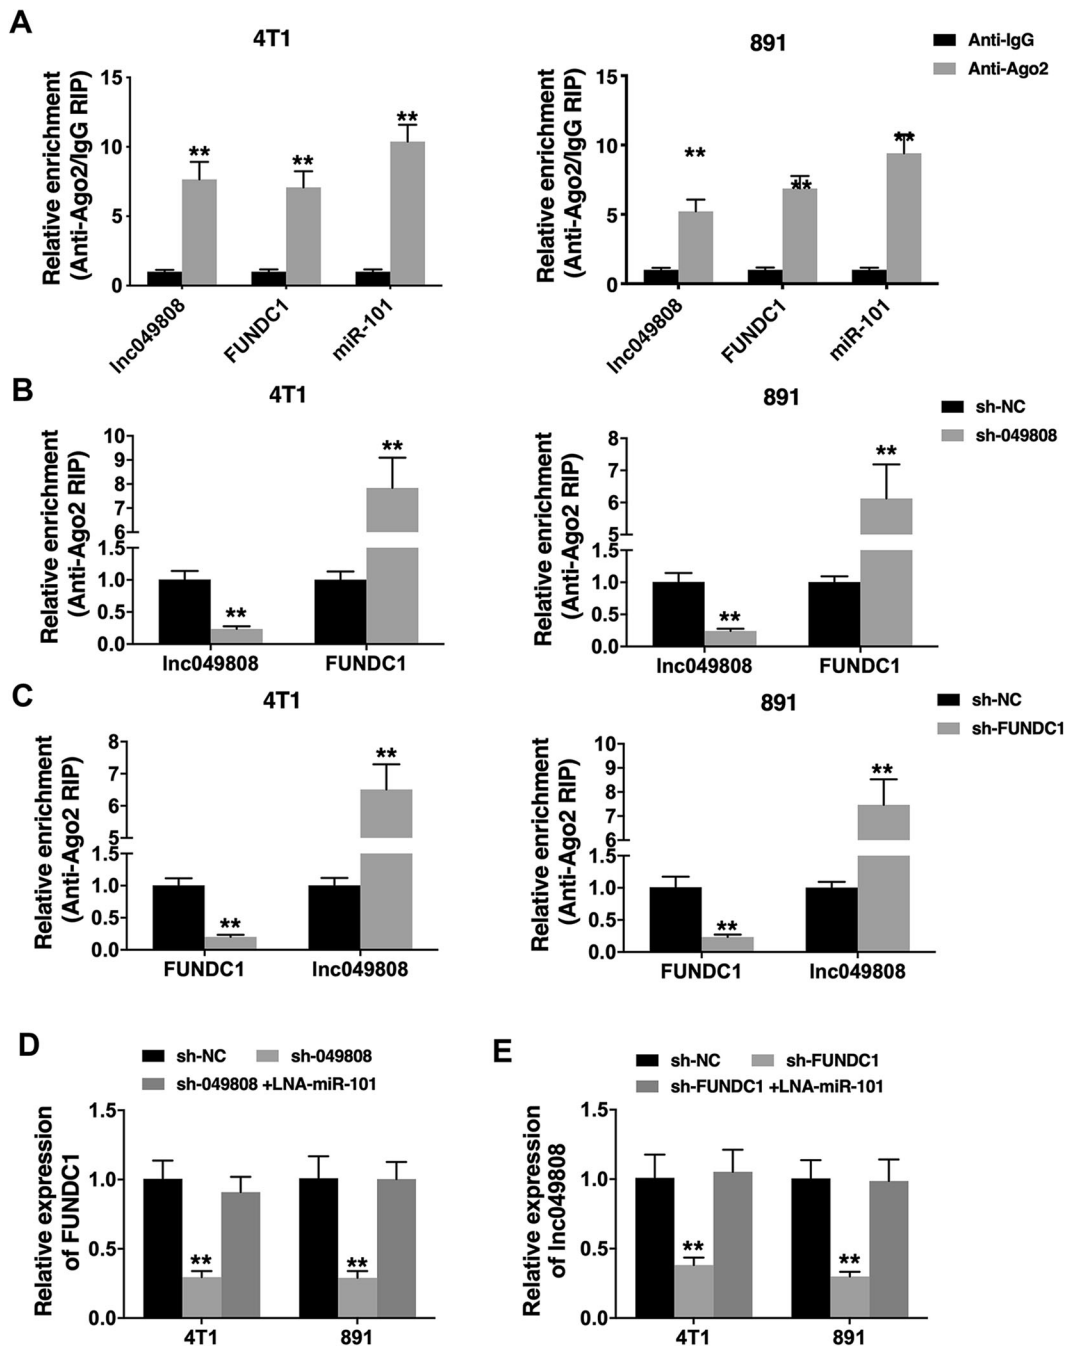 A
4T1
891
Anti-IgG
Anti-Ago2
Relative enrichment
(Anti-Ago2/IgG RIP)
15
10
5
0
**
**
**
lnc049808
FUNDC1
miR-101
Relative enrichment
(Anti-Ago2/IgG RIP)
15
10
5
0
**
**
**
lnc049808
FUNDC1
miR-101
B
4T1
891
sh-NC
sh-049808
Relative enrichment
(Anti-Ago2 RIP)
10
9
8
7
6
1.5
1.0
0.5
0.0
**
**
lnc049808
FUNDC1
Relative enrichment
(Anti-Ago2 RIP)
8
7
6
5
1.5
1.0
0.5
0.0
**
**
lnc049808
FUNDC1
C
4T1
891
sh-NC
sh-FUNDC1
Relative enrichment
(Anti-Ago2 RIP)
8
7
6
5
1.5
1.0
0.5
0.0
**
**
FUNDC1
lnc049808
Relative enrichment
(Anti-Ago2 RIP)
10
9
8
7
6
1.5
1.0
0.5
0.0
**
**
FUNDC1
lnc049808
D
sh-NC
sh-049808
sh-049808 +LNA-miR-101
Relative expression
of FUNDC1
1.5
1.0
0.5
0.0
**
**
4T1
891
E
sh-NC
sh-FUNDC1
sh-FUNDC1 +LNA-miR-101
Relative expression
of lnc049808
1.5
1.0
0.5
0.0
**
**
4T1
891